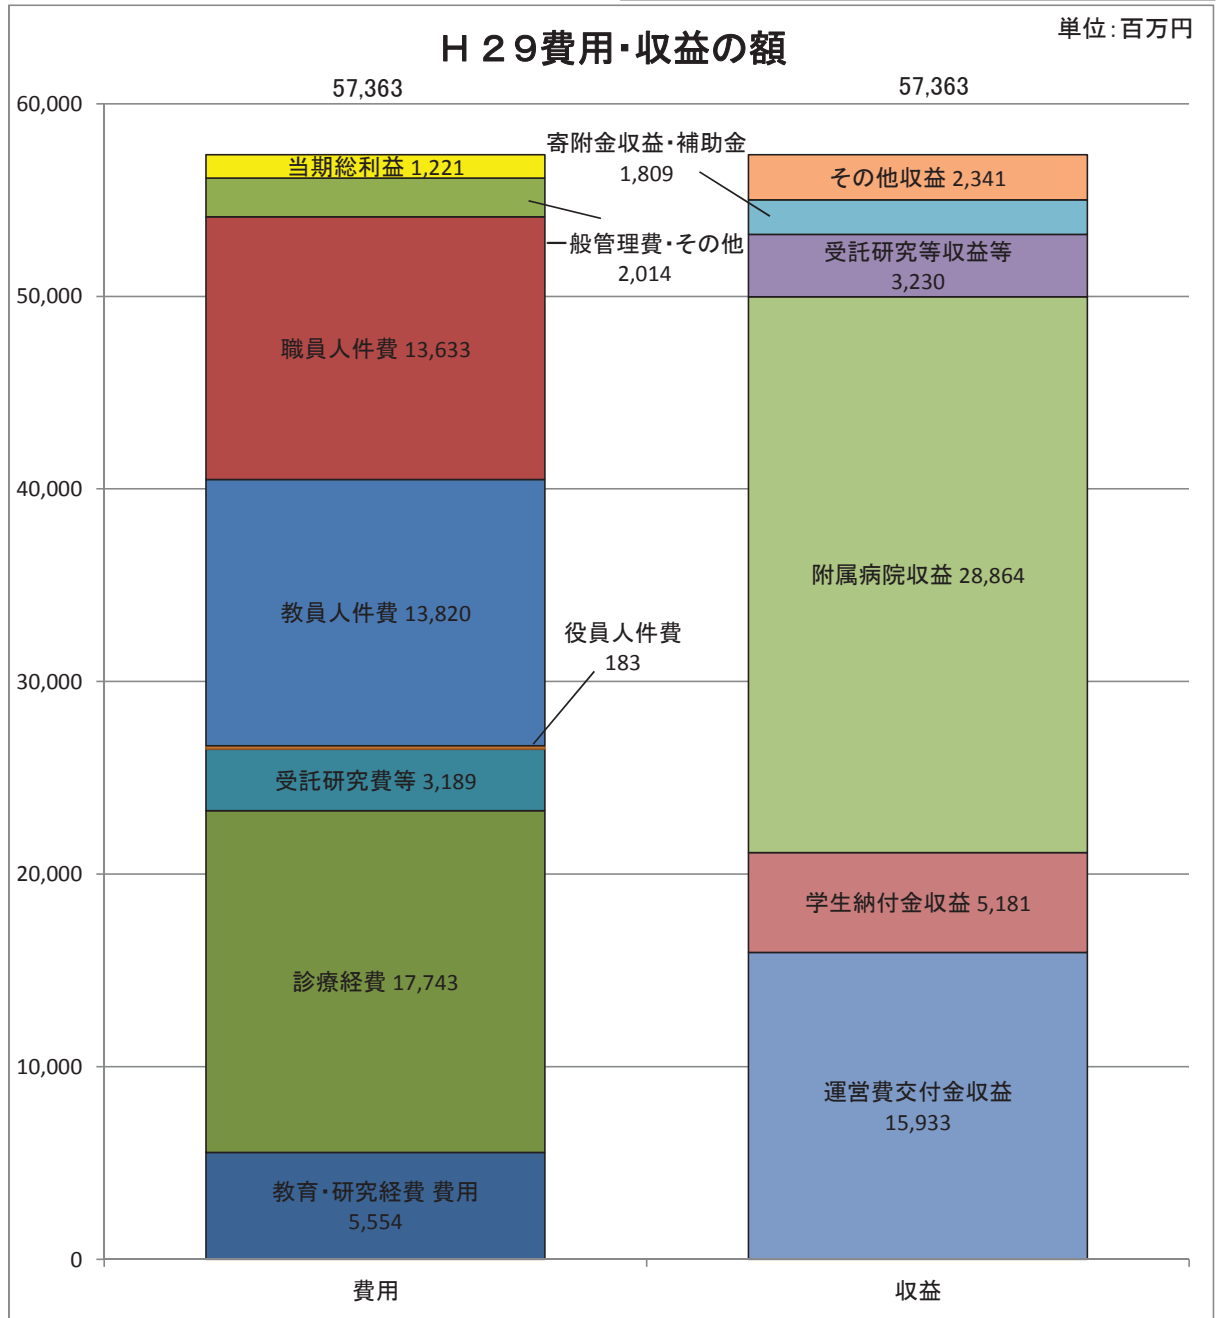 単位:百万円
H 29費用・収益の額
57,363
57,363
60,000
50,000
40,000
30,000
20,000
10,000
0
当期総利益 1,221
一般管理費・その他
2,014
職員人件費 13,633
教員人件費 13,820
役員人件費
183
受託研究費等 3,189
診療経費 17,743
教育・研究経費 費用
5,554
寄附金収益・補助金
1,809
その他収益 2,341
受託研究等収益等
3,230
附属病院収益 28,864
学生納付金収益 5,181
運営費交付金収益
15,933
費用
収益